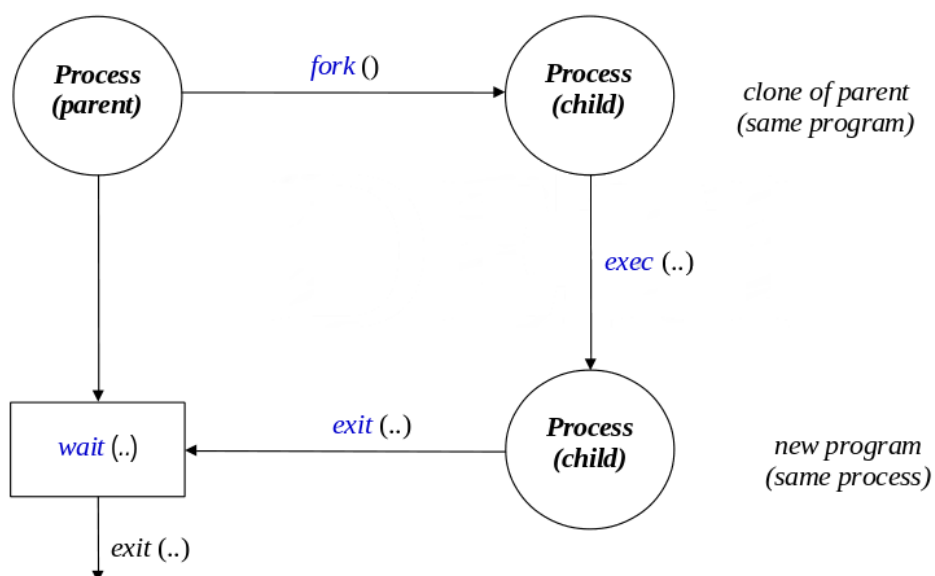 Process
(parent)
fork ()
Process
(child)
clone of parent
(same program)
exec (..)
wait (..)
exit (..)
Process
(child)
new program
(same process)
exit (..)